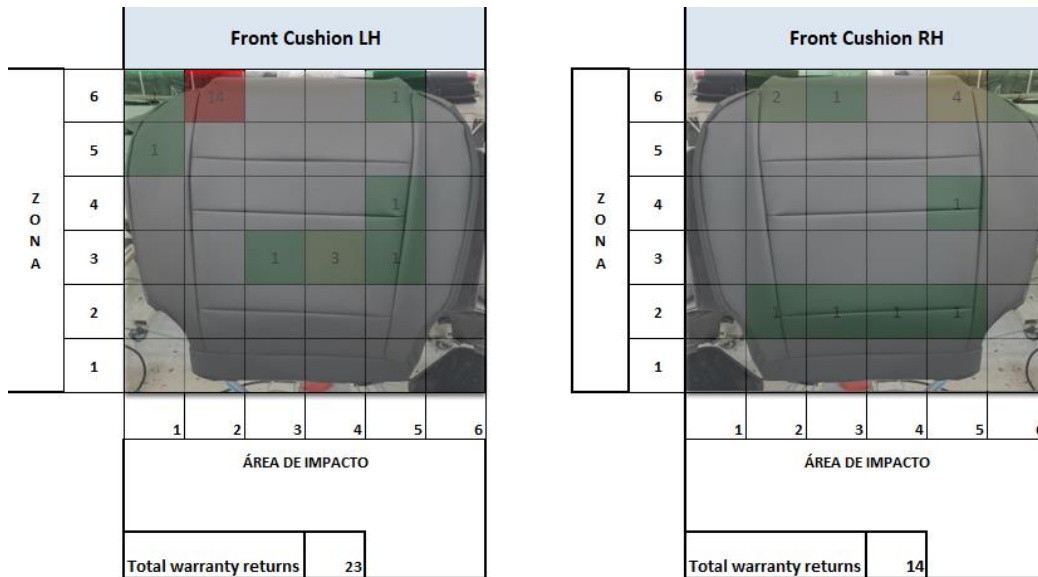 Front Cushion LH
Front Cushion RH
6 14 1
5 1
4 1
3 1 3 1
2
1
ZONA
1 2 3 4 5 6
ÁREA DE IMPACTO
Total warranty returns 23
6 2 1 4
5
4 1
3
2 1 1 1 1
1
ZONA
1 2 3 4 5
ÁREA DE IMPACTO
Total warranty returns 14